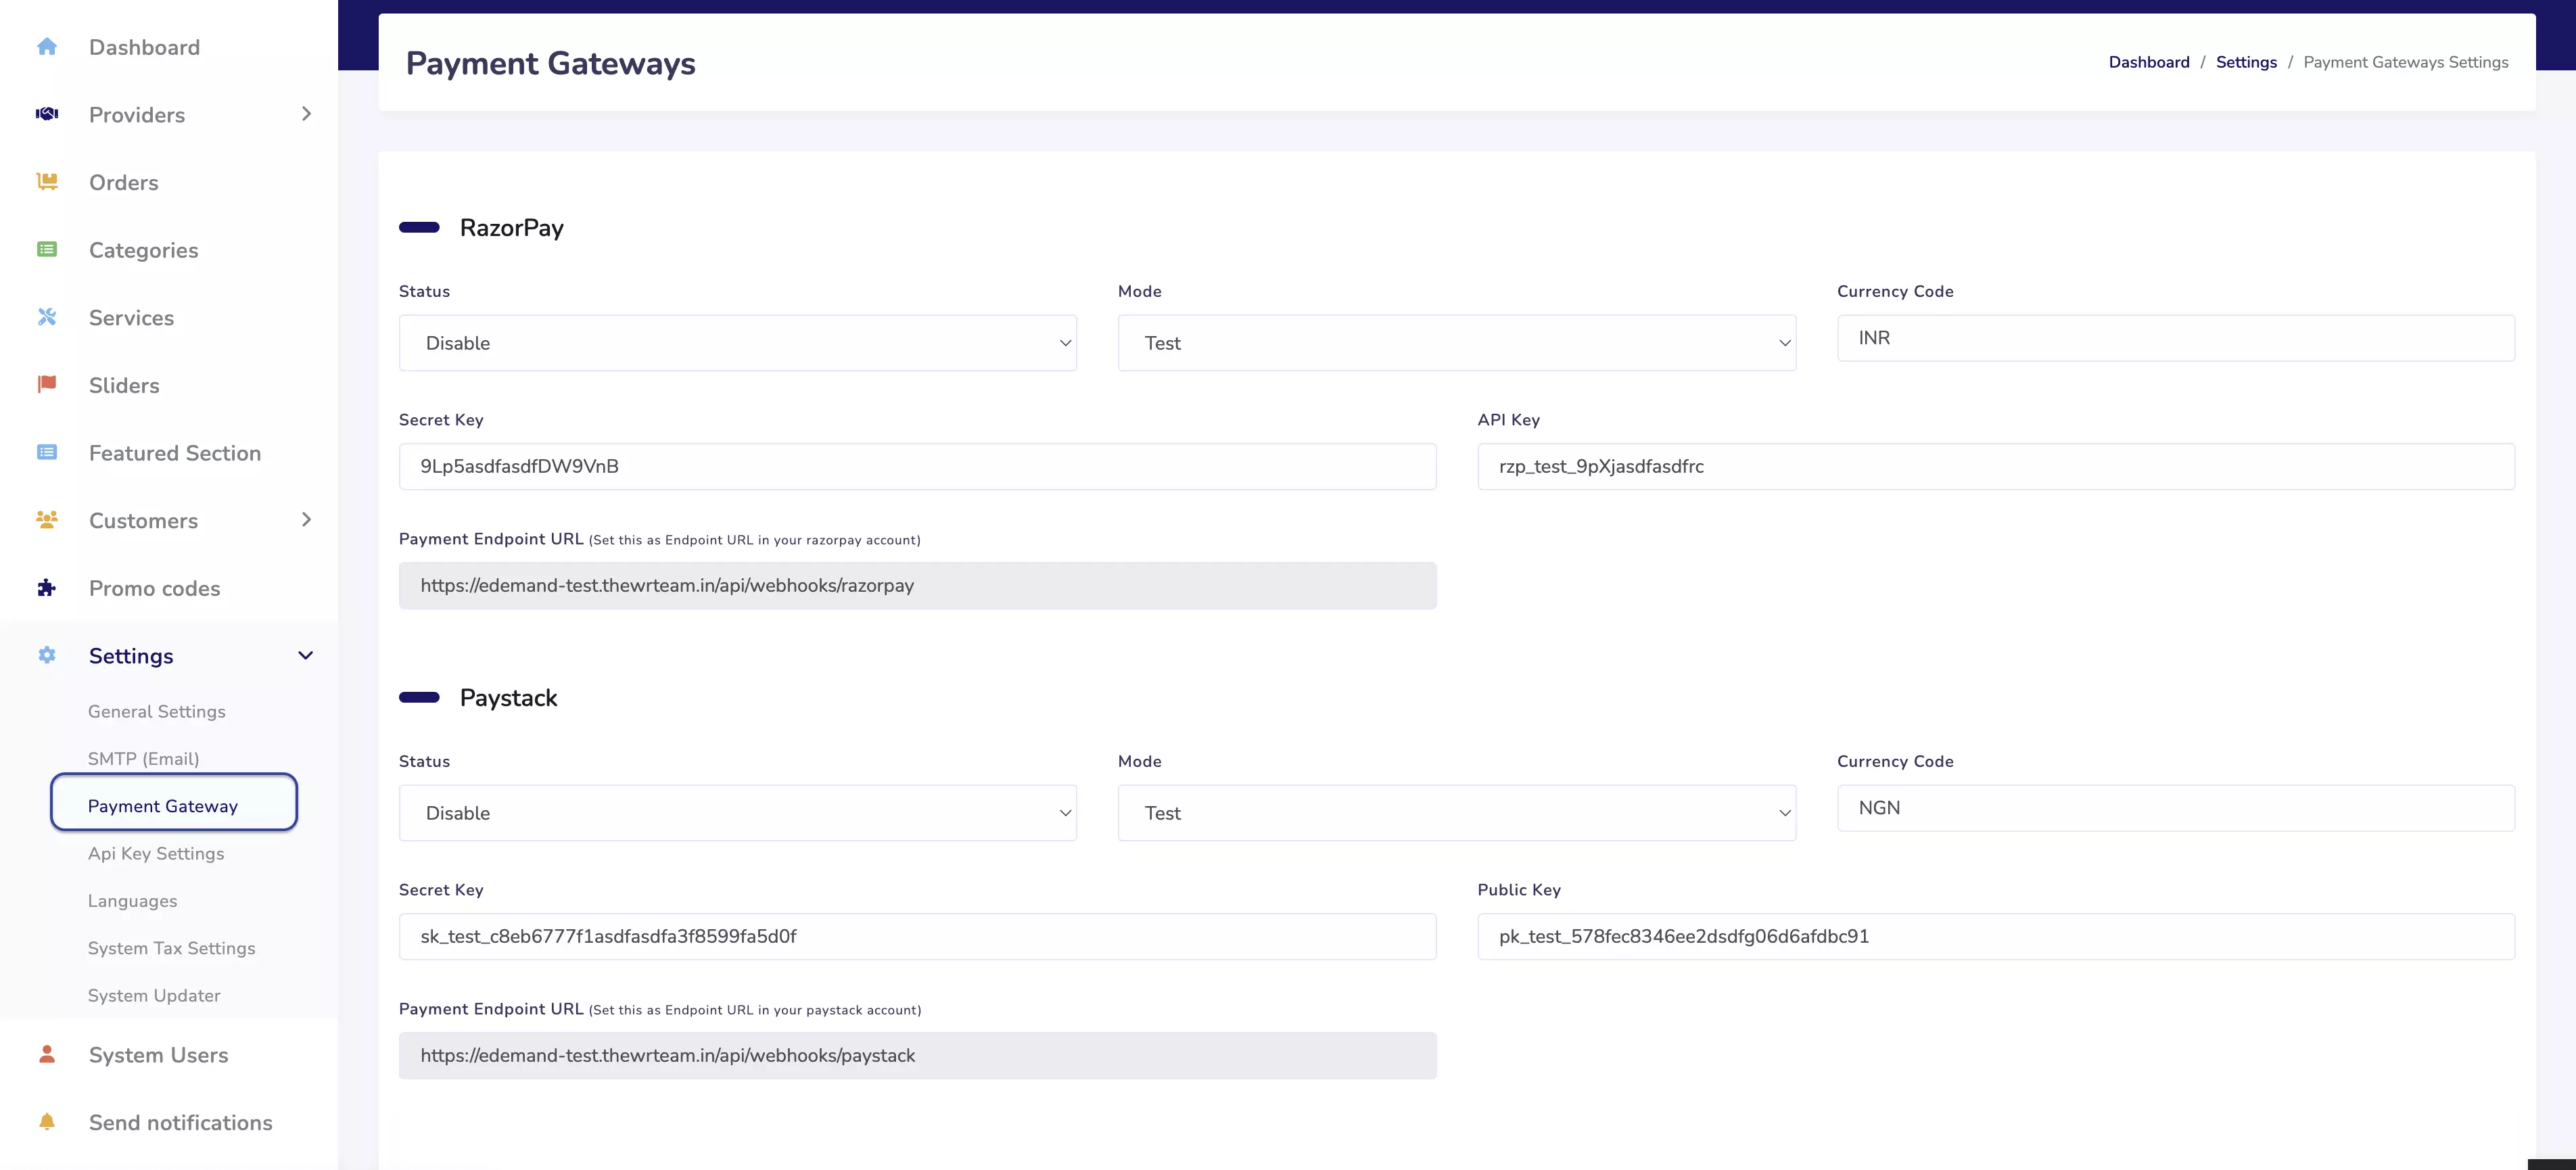 Dashboard
Providers
Orders
Categories
Services
Sliders
Featured Section
Customers
Promo codes
Settings
General Settings
SMTP (Email)
Payment Gateway
Api Key Settings
Languages
System Tax Settings
System Updater
System Users
Send notifications
Payment Gateways
Dashboard / Settings / Payment Gateways Settings
RazorPay
Status
Mode
Currency Code
Disable
Test
INR
Secret Key
API Key
9Lp5asdfasdfDW9VnB
rzp_test_9pXjasdfasdfrc
Payment Endpoint URL (Set this as Endpoint URL in your razorpay account)
https://edemand-test.thewrteam.in/api/webhooks/razorpay
Paystack
Status
Mode
Currency Code
Disable
Test
NGN
Secret Key
Public Key
sk_test_c8eb6777f1asdfasdfa3f8599fa5d0f
pk_test_578fec8346ee2dsdfg06d6afdbc91
Payment Endpoint URL (Set this as Endpoint URL in your paystack account)
https://edemand-test.thewrteam.in/api/webhooks/paystack